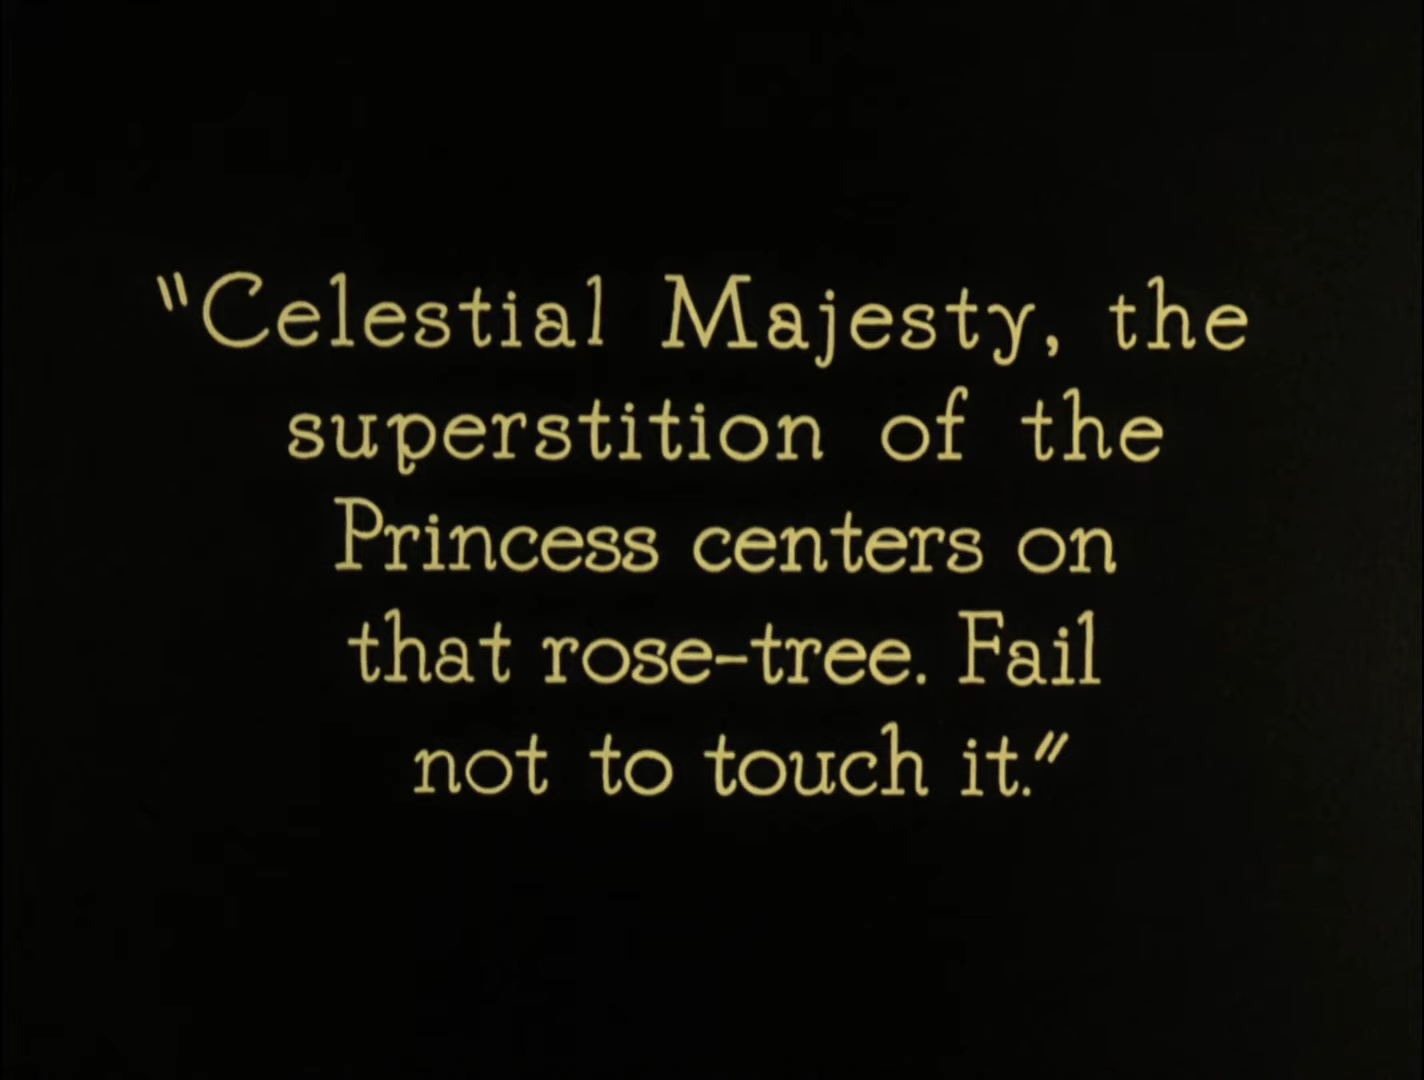 "Celestial Majesty, the
superstition of the
Princess centers on
that rose-tree. Fail
not to touch it."